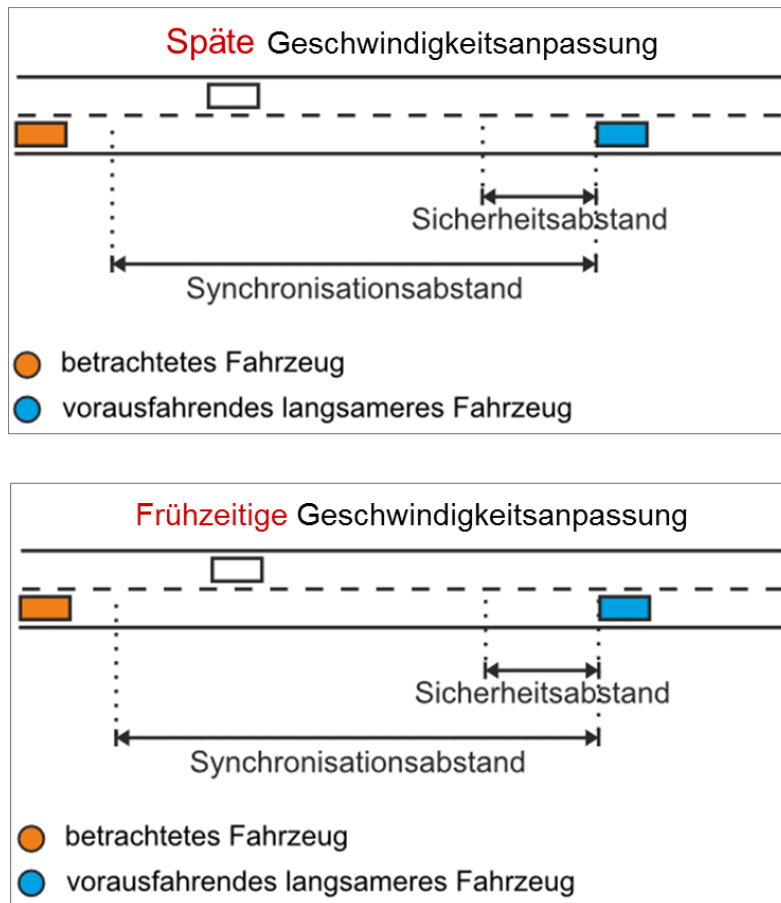 Späte Geschwindigkeitsanpassung
Sicherheitsabstand
Synchronisationsabstand
betrachtetes Fahrzeug
vorausfahrendes langsameres Fahrzeug
Frühzeitige Geschwindigkeitsanpassung
Sicherheitsabstand
Synchronisationsabstand
betrachtetes Fahrzeug
vorausfahrendes langsameres Fahrzeug